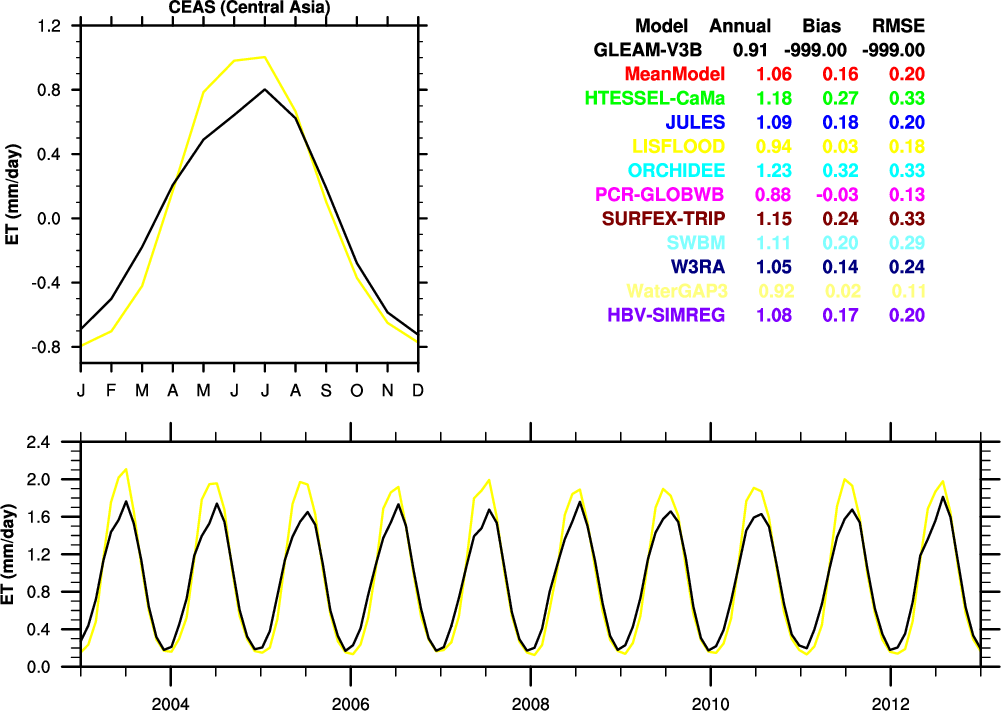 CEAS (Central Asia)
1.2
0.8
0.4
0.0
-0.4
-0.8
ET (mm/day)
J F M A M J J A S O N D
Model Annual Bias RMSE
GLEAM-V3B 0.91 -999.00 -999.00
MeanModel 1.06 0.16 0.20
HTESSEL-CaMa 1.18 0.27 0.33
JULES 1.09 0.18 0.20
LISFLOOD 0.94 0.03 0.18
ORCHIDEE 1.23 0.32 0.33
PCR-GLOBWB 0.88 -0.03 0.13
SURFEX-TRIP 1.15 0.24 0.33
SWBM 1.11 0.20 0.29
W3RA 1.05 0.14 0.24
WaterGAP3 0.92 0.02 0.11
HBV-SIMREG 1.08 0.17 0.20
2.4
2.0
1.6
1.2
0.8
0.4
0.0
ET (mm/day)
2004 2006 2008 2010 2012